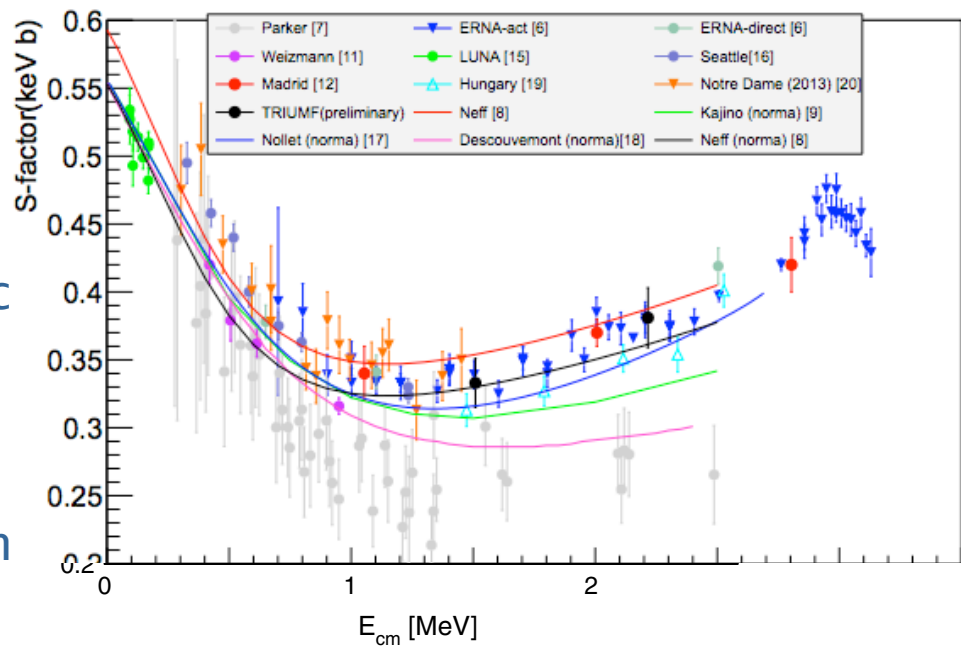 0.6
0.55
0.5
0.45
0.4
0.35
0.3
0.25
0.2
S-factor(keV b)
Parker [7] ERNA-act [6] ERNA-direct [6]
Weizmann [11] LUNA [15] Seattle[16]
Madrid [12] Hungary [19] Notre Dame (2013) [20]
TRIUMF(preliminary) Neff [8] Kajino (norma) [9]
Nollet (norma) [17] Descouvemont (norma)[18] Neff (norma) [8]
c
n
0 1 2
E_cm [MeV]